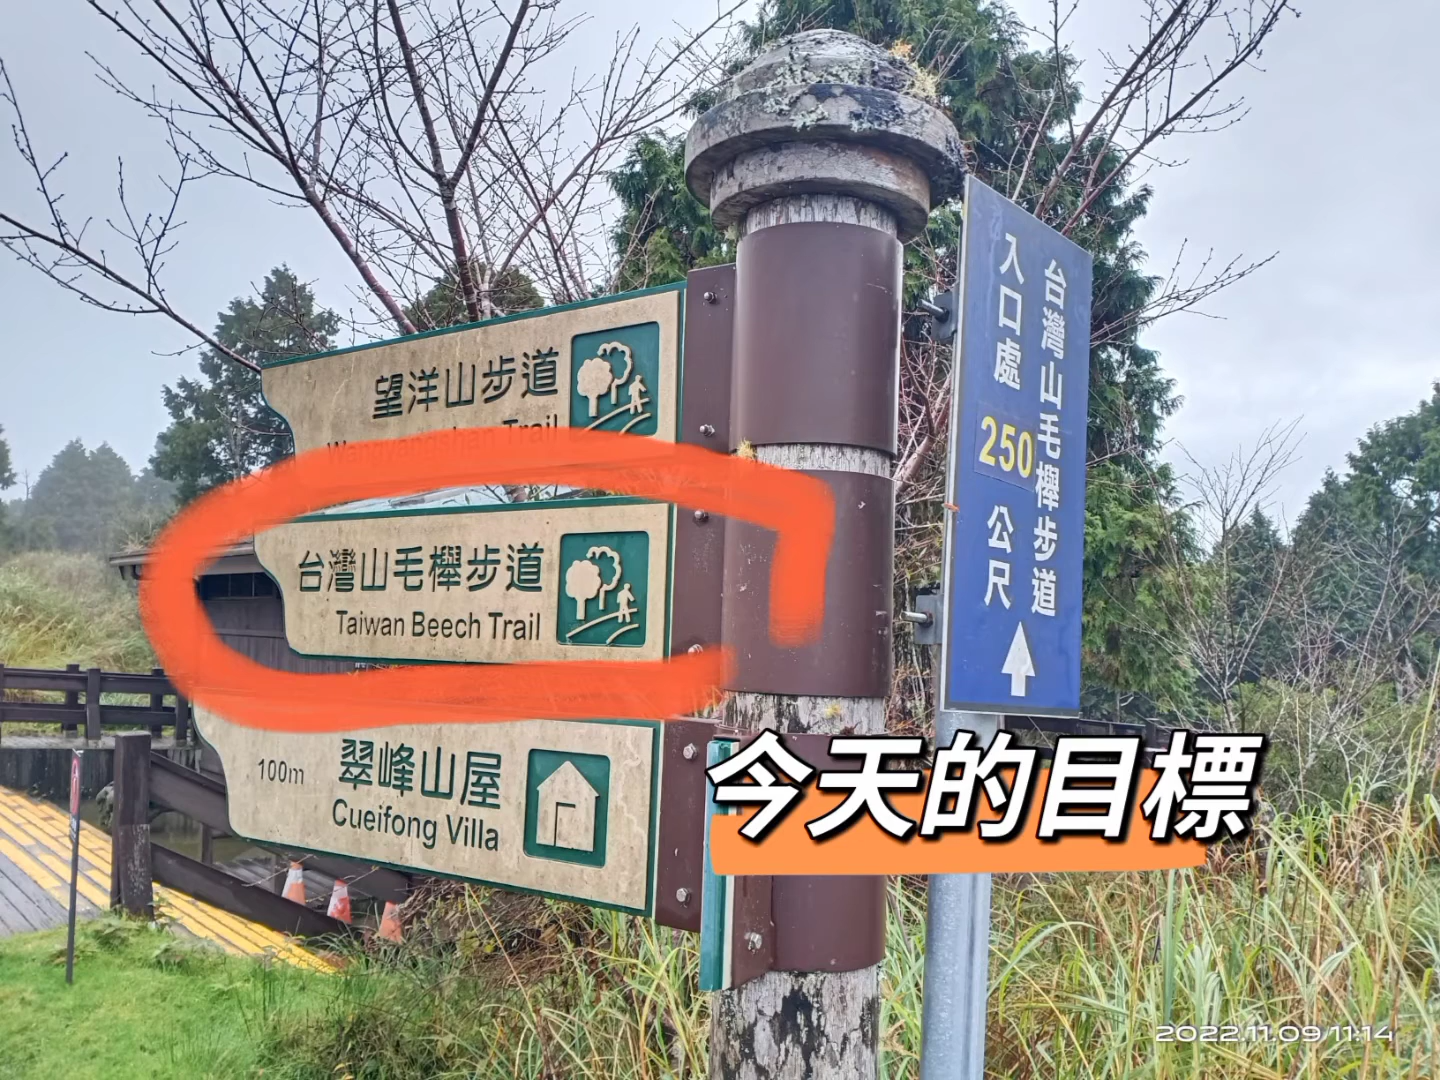 望洋山步道
Wangyangshan Trail
台灣山毛櫸步道
Taiwan Beech Trail
100m
翠峰山屋
Cueifong Villa
台灣山毛櫸步道
入口處
250
公尺
今天的目標
2022.11.09/11:14